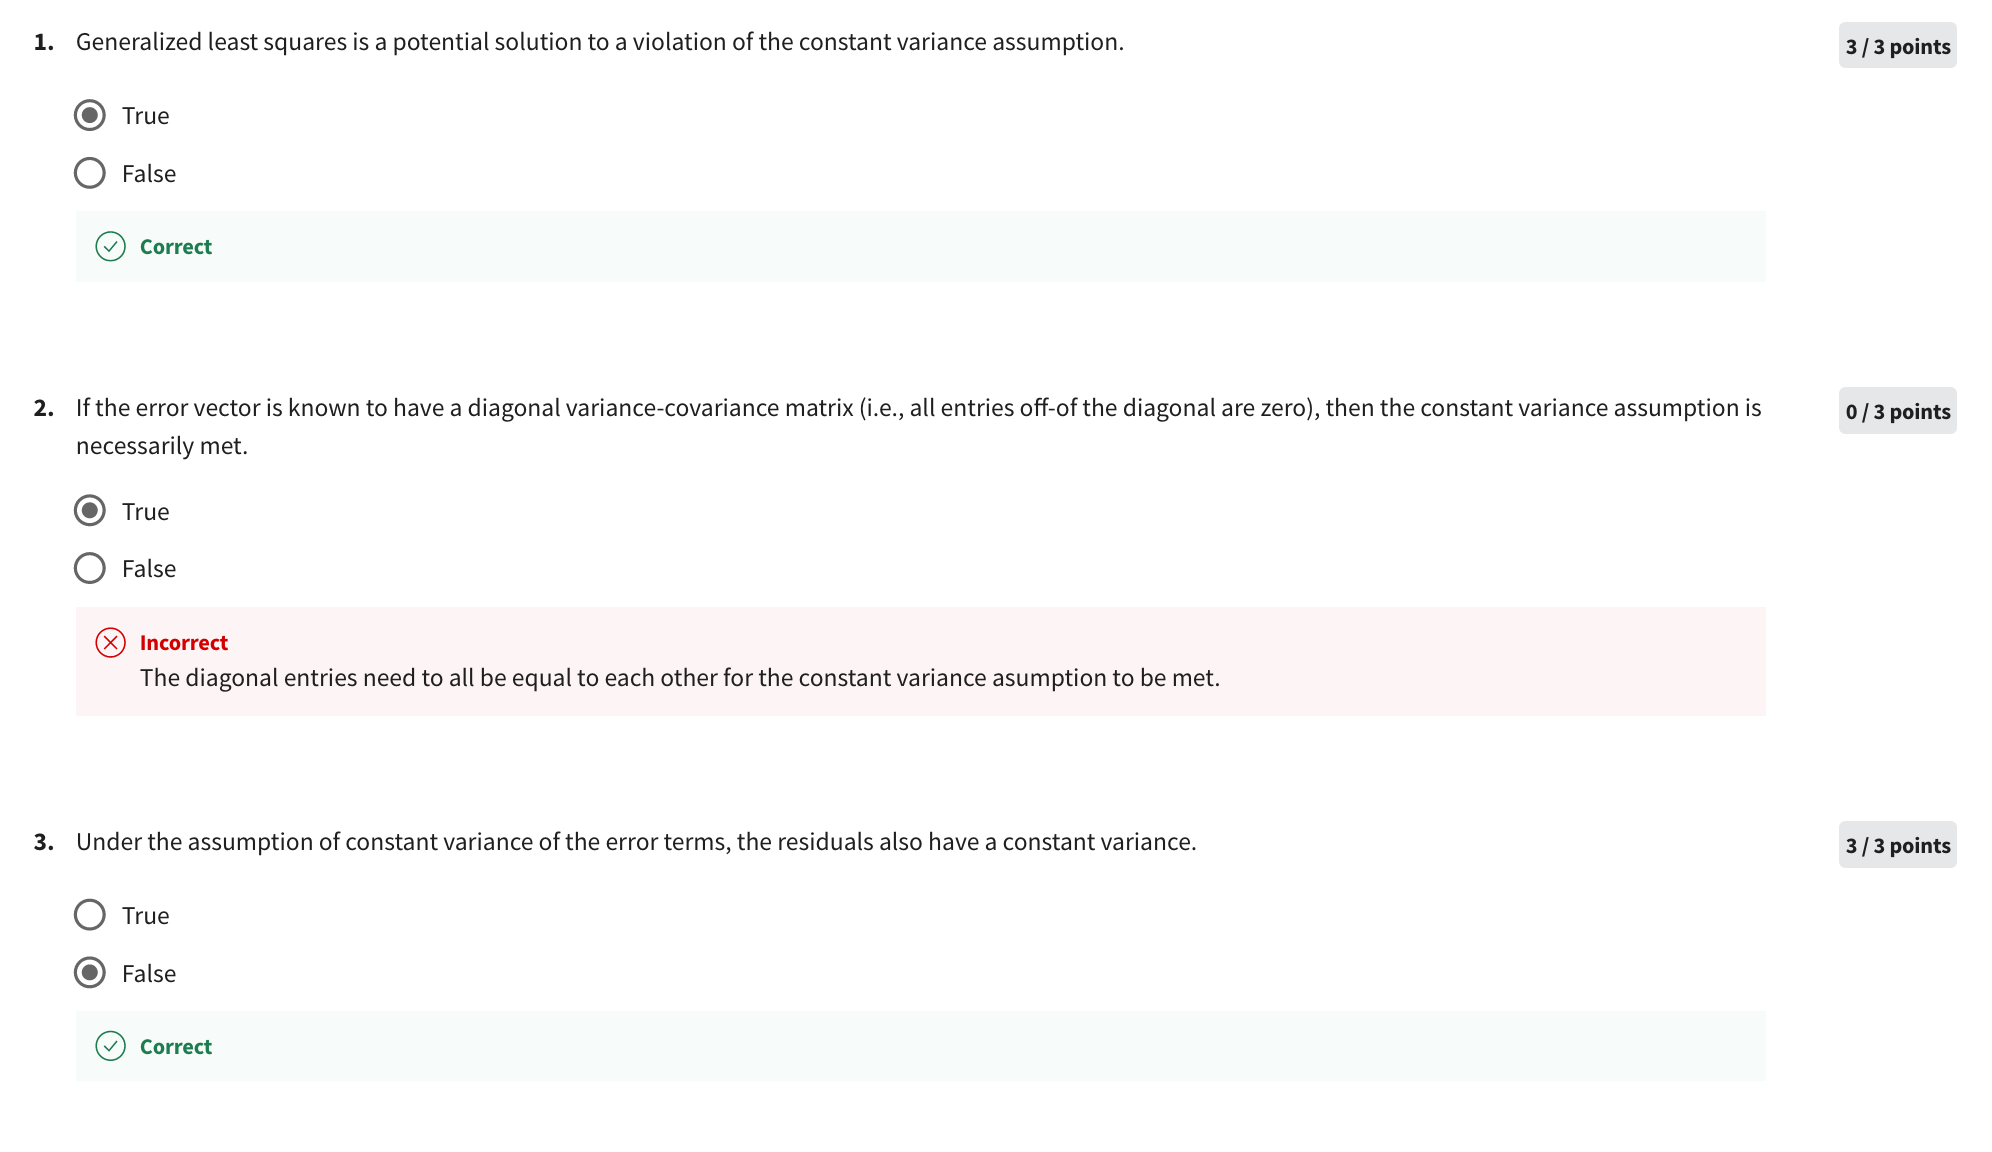 1. Generalized least squares is a potential solution to a violation of the constant variance assumption.
3 / 3 points
True
False
Correct
2. If the error vector is known to have a diagonal variance-covariance matrix (i.e., all entries off-of the diagonal are zero), then the constant variance assumption is
necessarily met.
0 / 3 points
True
False
Incorrect
The diagonal entries need to all be equal to each other for the constant variance asumption to be met.
3. Under the assumption of constant variance of the error terms, the residuals also have a constant variance.
3 / 3 points
True
False
Correct